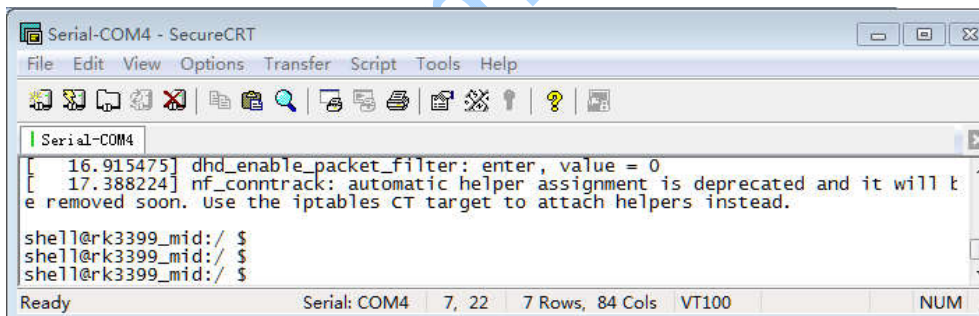 Serial-COM4 - SecureCRT
File Edit View Options Transfer Script Tools Help
Serial-COM4
[   16.915475] dhd_enable_packet_filter: enter, value = 0
[   17.388224] nf_conntrack: automatic helper assignment is deprecated and it will b
e removed soon. Use the iptables CT target to attach helpers instead.
shell@rk3399_mid:/ $
shell@rk3399_mid:/ $
shell@rk3399_mid:/ $
Ready Serial: COM4 7, 22 7 Rows, 84 Cols VT100 NUM